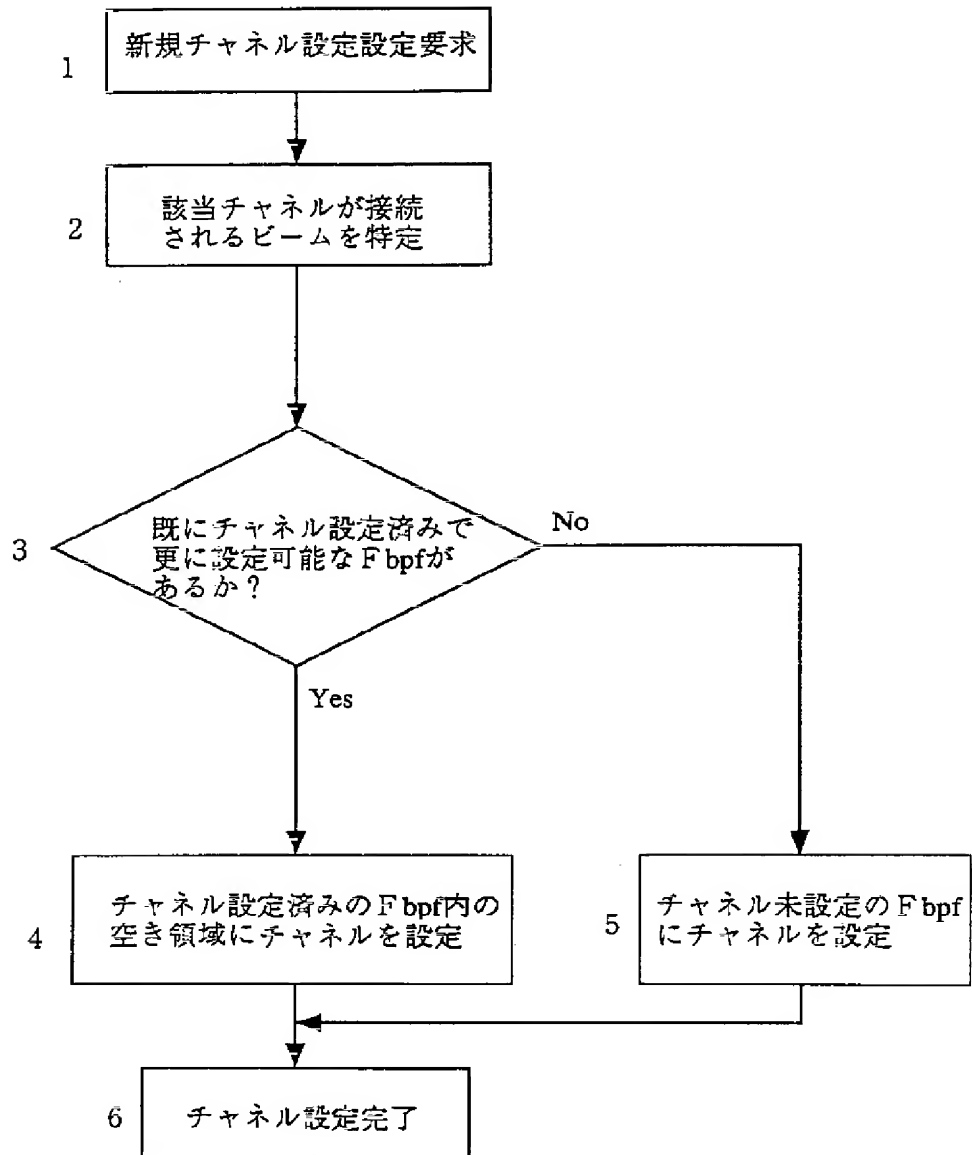 新規チャネル設定設定要求
1
該当チャネルが接続
されるビームを特定
2
既にチャネル設定済みで
更に設定可能なFbpfが
あるか？
3
No
Yes
チャネル設定済みのFbpf内の
空き領域にチャネルを設定
4
チャネル未設定のFbpf
にチャネルを設定
5
チャネル設定完了
6